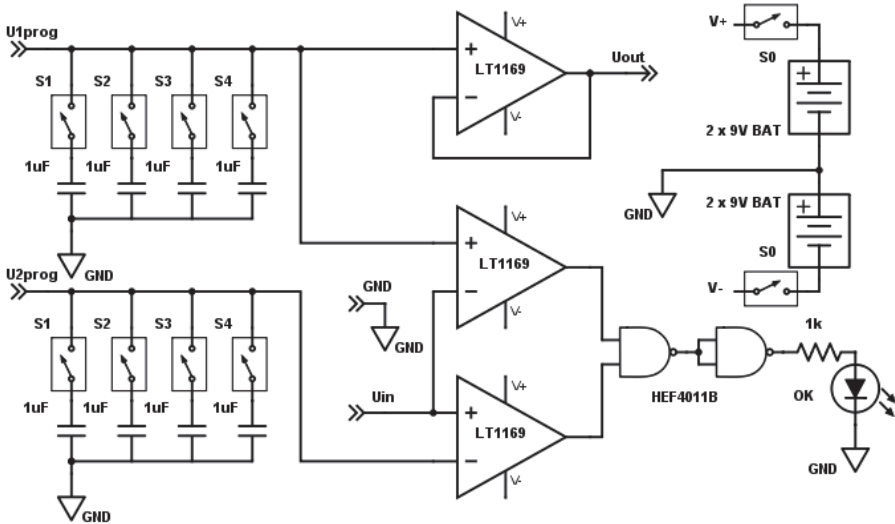 U1prog
S1 S2 S3 S4
1uF 1uF 1uF 1uF
GND
V+
+
LT1169
−
V-
Uout
V+
S0
+
2 x 9V BAT
GND
2 x 9V BAT
+
S0
V-
U2prog
S1 S2 S3 S4
1uF 1uF 1uF 1uF
GND
GND
GND
V+
+
LT1169
−
V-
Uin
V+
+
LT1169
−
V-
HEF4011B
1k
OK
GND